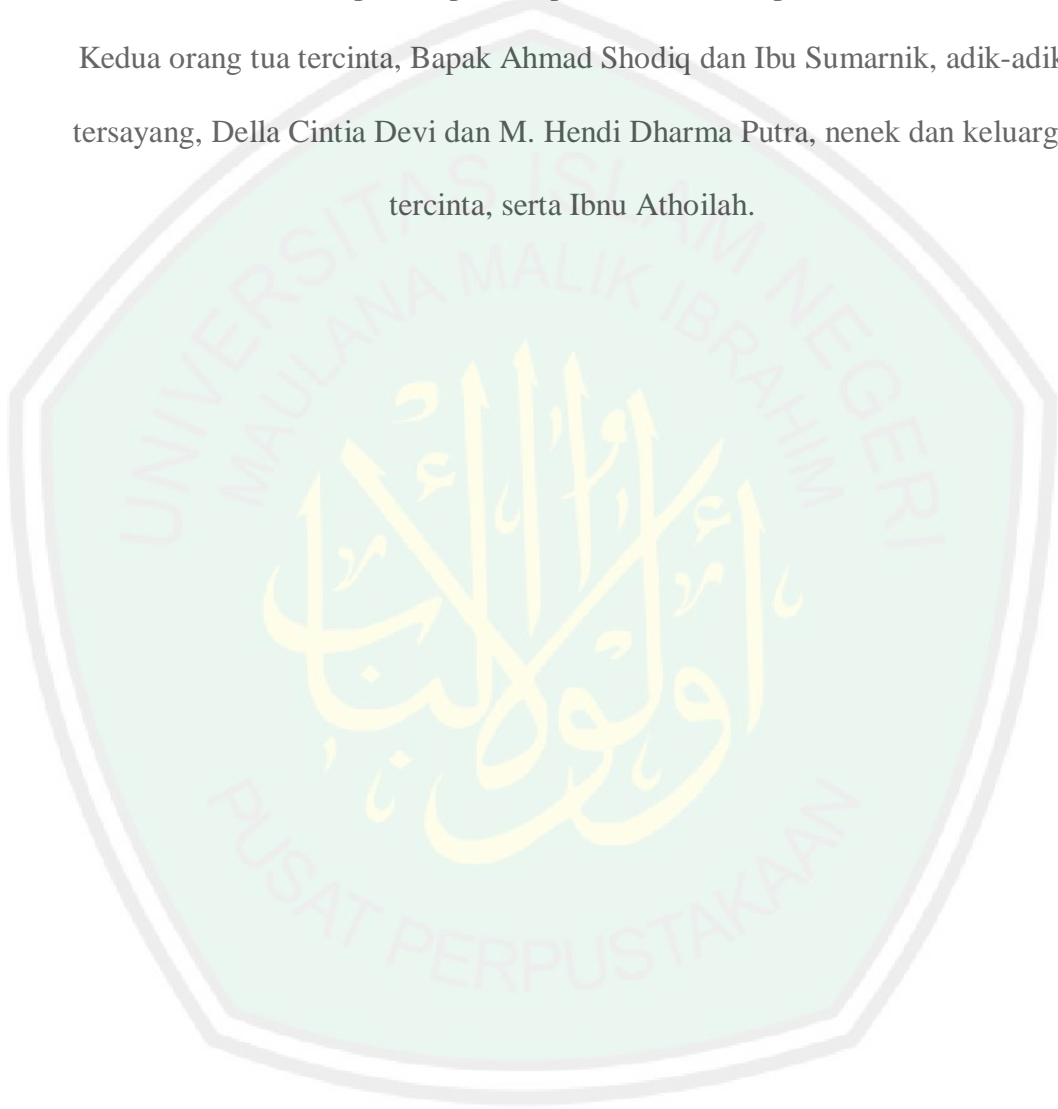 Kedua orang tua tercinta, Bapak Ahmad Shodiq dan Ibu Sumarnik, adik-adik
tersayang, Della Cintia Devi dan M. Hendi Dharma Putra, nenek dan keluarg
tercinta, serta Ibnu Athoilah.
UNIVERSITAS ISLAM NEGERI
MAULANA MALIK IBRAHIM
أولوا الألباب
PUSAT PERPUSTAKAAN